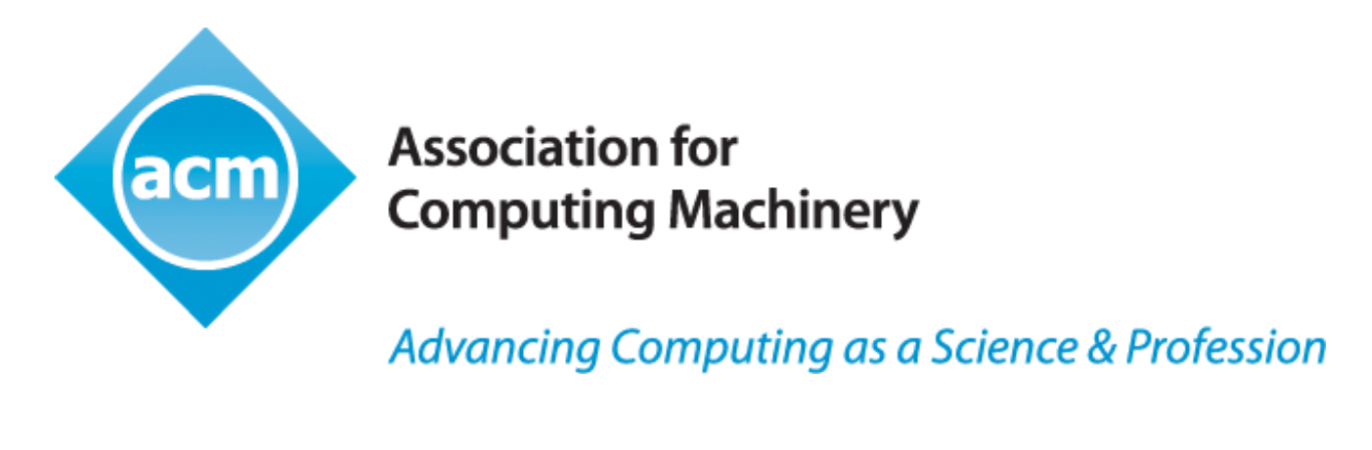 acm
Association for
Computing Machinery
Advancing Computing as a Science & Profession